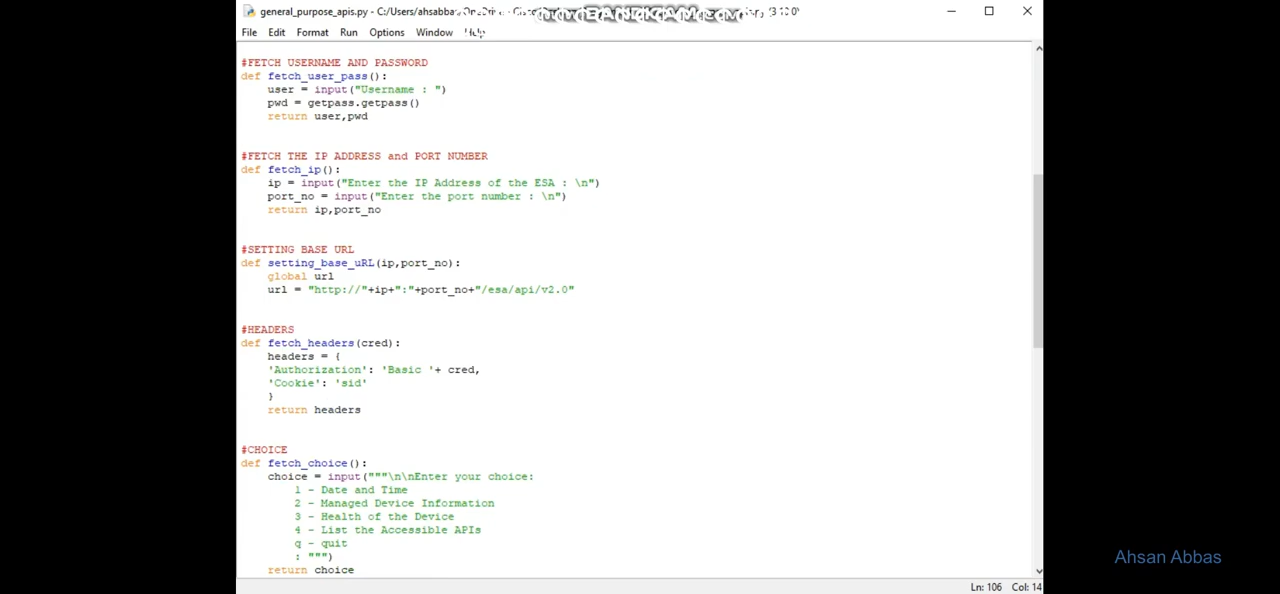 general_purpose_apis.py - C:/Users/ahsabbar
File Edit Format Run Options Window Help
#FETCH USERNAME AND PASSWORD
def fetch_user_pass():
    user = input("Username : ")
    pwd = getpass.getpass()
    return user,pwd
#FETCH THE IP ADDRESS and PORT NUMBER
def fetch_ip():
    ip = input("Enter the IP Address of the ESA : \n")
    port_no = input("Enter the port number : \n")
    return ip,port_no
#SETTING BASE URL
def setting_base_uRL(ip,port_no):
    global url
    url = "http://"+ip+":"+port_no+"/esa/api/v2.0"
#HEADERS
def fetch_headers(cred):
    headers = {
    'Authorization': 'Basic '+ cred,
    'Cookie': 'sid'
    }
    return headers
#CHOICE
def fetch_choice():
    choice = input("""\n\nEnter your choice:
        1 - Date and Time
        2 - Managed Device Information
        3 - Health of the Device
        4 - List the Accessible APIs
        q - quit
        : """)
    return choice
Ahsan Abbas
Ln: 106 Col: 14